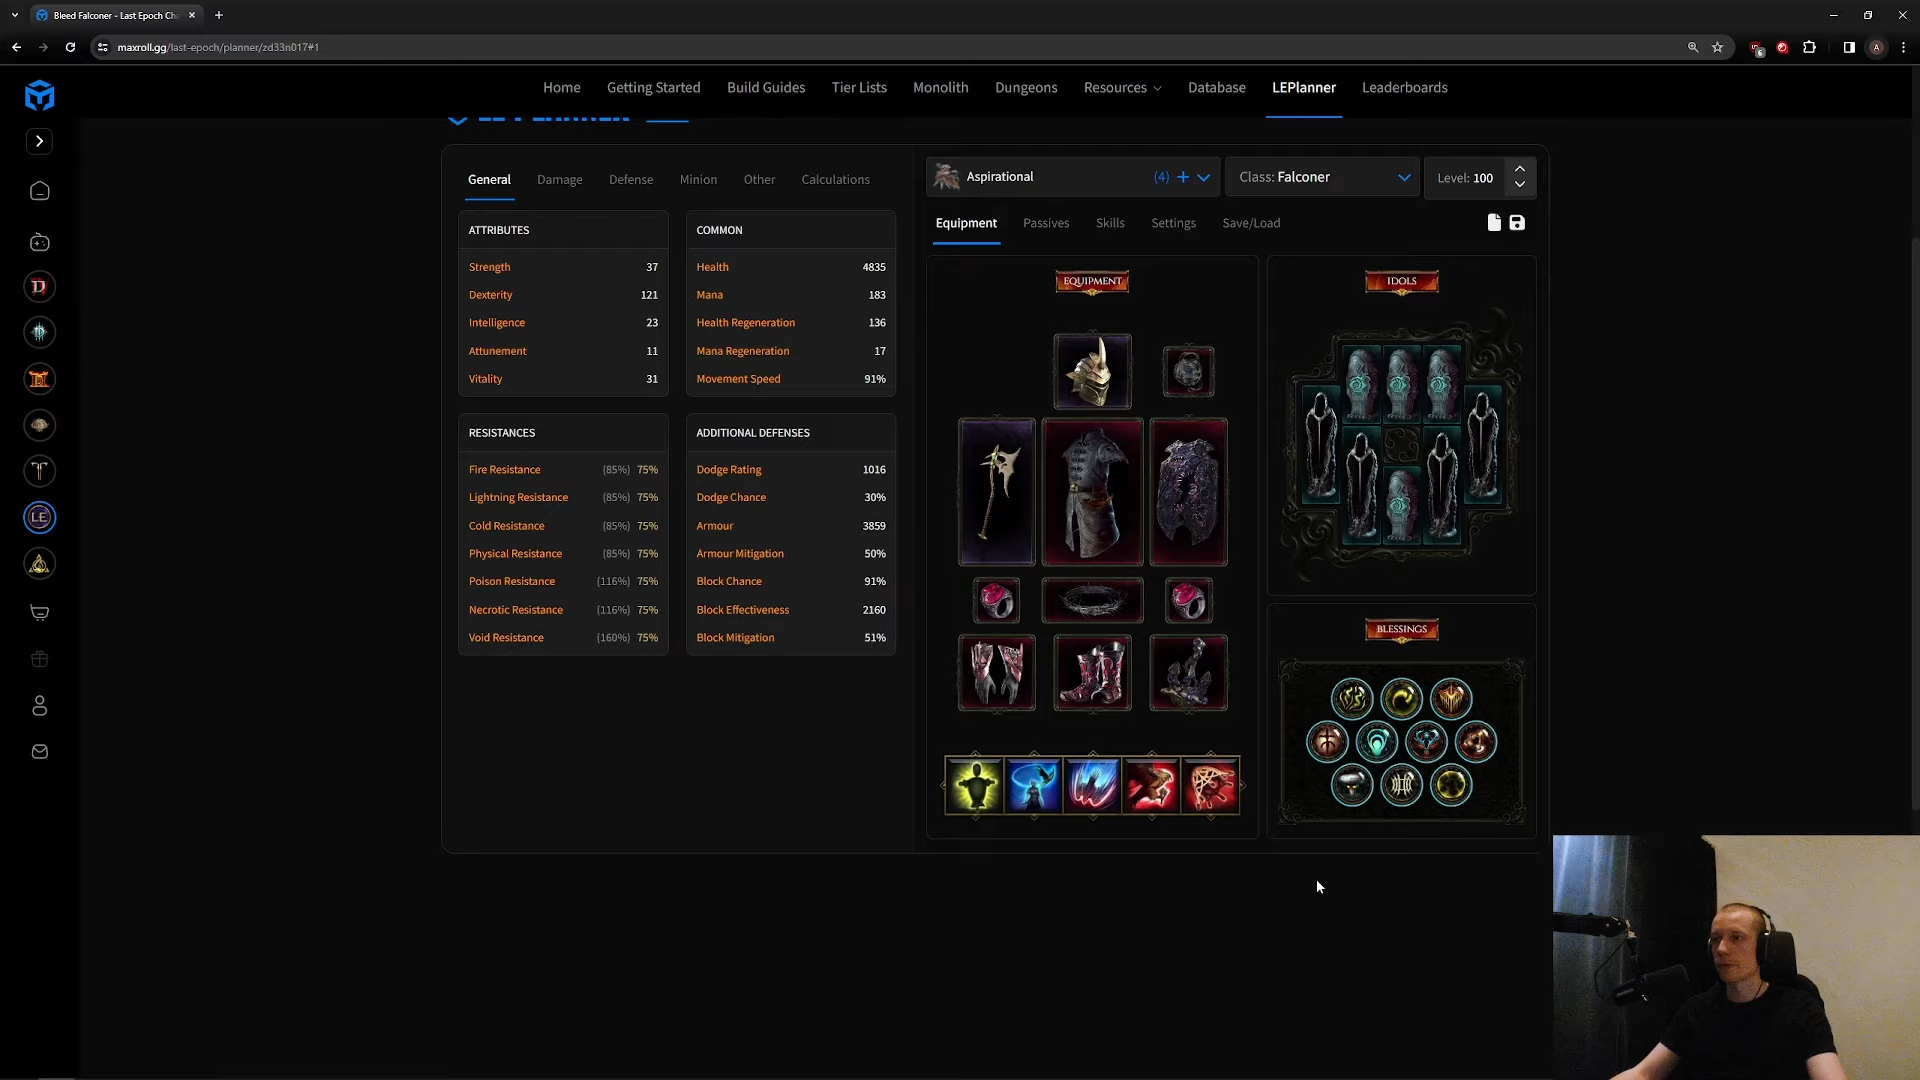 Bleed Falconer - Last Epoch Ch
maxroll.gg/last-epoch/planner/zd33n017#1
6
A
Home
Getting Started
Build Guides
Tier Lists
Monolith
Dungeons
Resources
Database
LEPlanner
Leaderboards
LE PLANNER
General
Damage
Defense
Minion
Other
Calculations
Aspirational
(4)
Class: Falconer
Level: 100
Equipment
Passives
Skills
Settings
Save/Load
ATTRIBUTES
Strength 37
Dexterity 121
Intelligence 23
Attunement 11
Vitality 31
COMMON
Health 4835
Mana 183
Health Regeneration 136
Mana Regeneration 17
Movement Speed 91%
RESISTANCES
Fire Resistance (85%) 75%
Lightning Resistance (85%) 75%
Cold Resistance (85%) 75%
Physical Resistance (85%) 75%
Poison Resistance (116%) 75%
Necrotic Resistance (116%) 75%
Void Resistance (160%) 75%
ADDITIONAL DEFENSES
Dodge Rating 1016
Dodge Chance 30%
Armour 3859
Armour Mitigation 50%
Block Chance 91%
Block Effectiveness 2160
Block Mitigation 51%
EQUIPMENT
IDOLS
BLESSINGS
D
LE